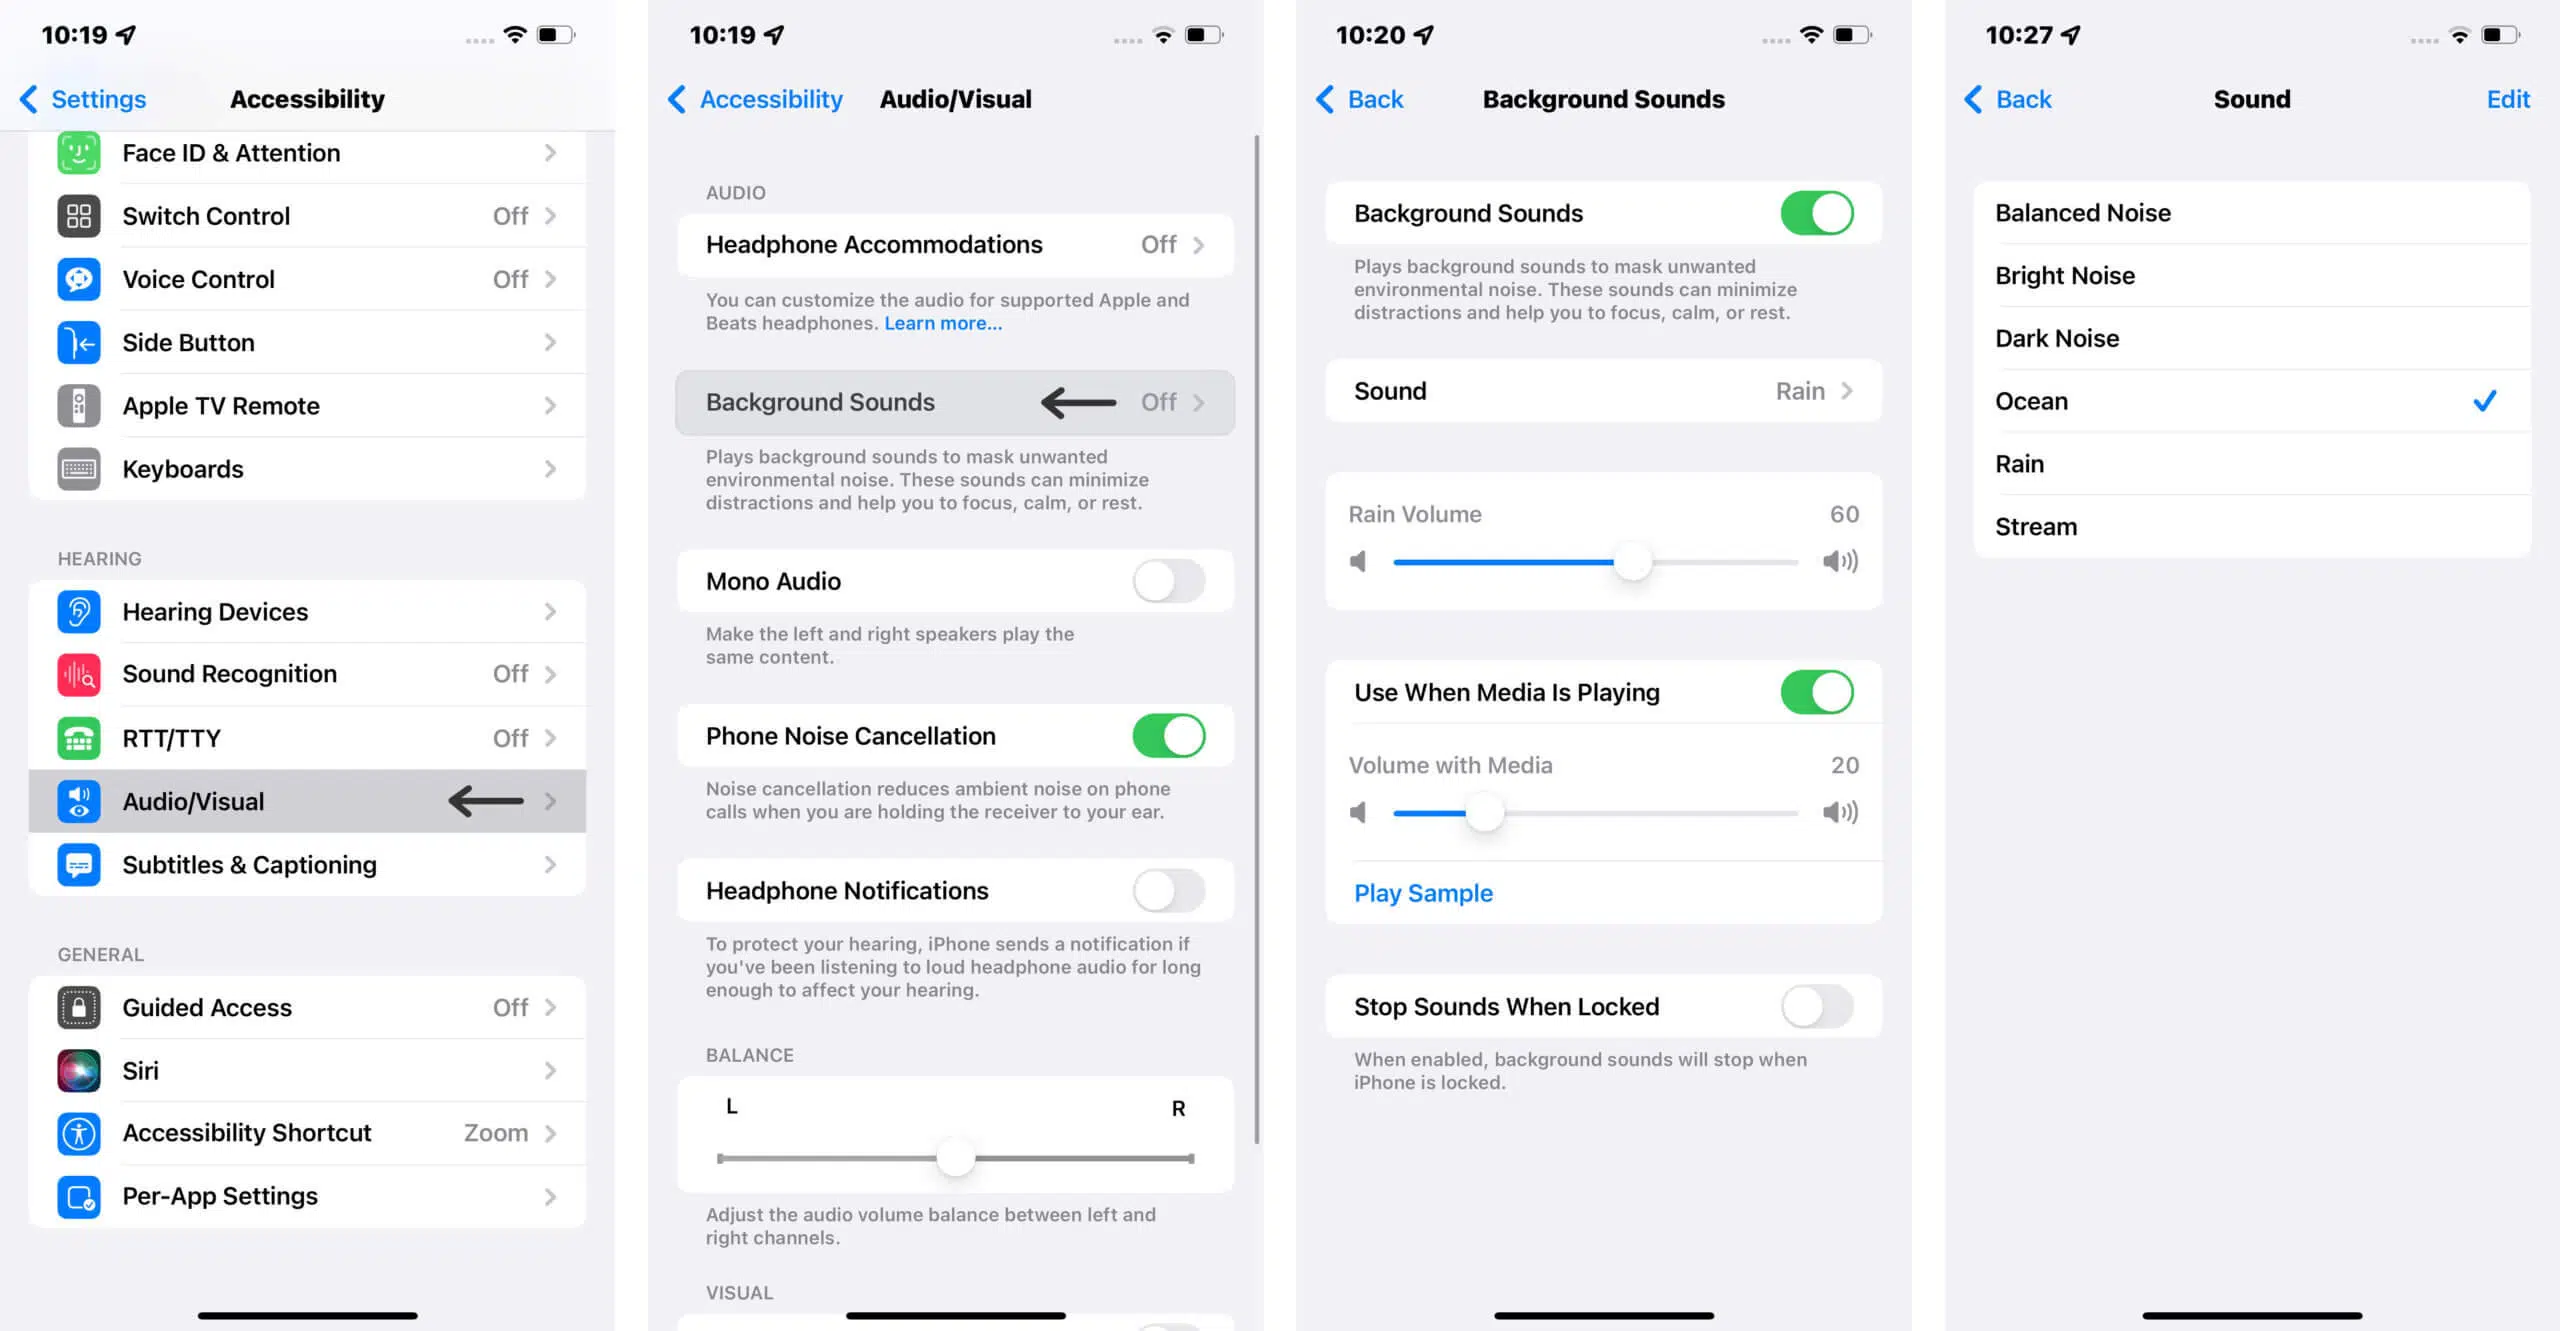 10:19
Settings
Accessibility
Face ID & Attention
Switch Control Off
Voice Control Off
Side Button
Apple TV Remote
Keyboards
HEARING
Hearing Devices
Sound Recognition Off
RTT/TTY Off
Audio/Visual
Subtitles & Captioning
GENERAL
Guided Access Off
Siri
Accessibility Shortcut Zoom
Per-App Settings
10:19
Accessibility
Audio/Visual
AUDIO
Headphone Accommodations Off
You can customize the audio for supported Apple and
Beats headphones. Learn more...
Background Sounds Off
Plays background sounds to mask unwanted
environmental noise. These sounds can minimize
distractions and help you to focus, calm, or rest.
Mono Audio
Make the left and right speakers play the
same content.
Phone Noise Cancellation
Noise cancellation reduces ambient noise on phone
calls when you are holding the receiver to your ear.
Headphone Notifications
To protect your hearing, iPhone sends a notification if
you've been listening to loud headphone audio for long
enough to affect your hearing.
BALANCE
L R
Adjust the audio volume balance between left and
right channels.
VISUAL
10:20
Back
Background Sounds
Background Sounds
Plays background sounds to mask unwanted
environmental noise. These sounds can minimize
distractions and help you to focus, calm, or rest.
Sound Rain
Rain Volume 60
Use When Media Is Playing
Volume with Media 20
Play Sample
Stop Sounds When Locked
When enabled, background sounds will stop when
iPhone is locked.
10:27
Back
Sound
Edit
Balanced Noise
Bright Noise
Dark Noise
Ocean
Rain
Stream